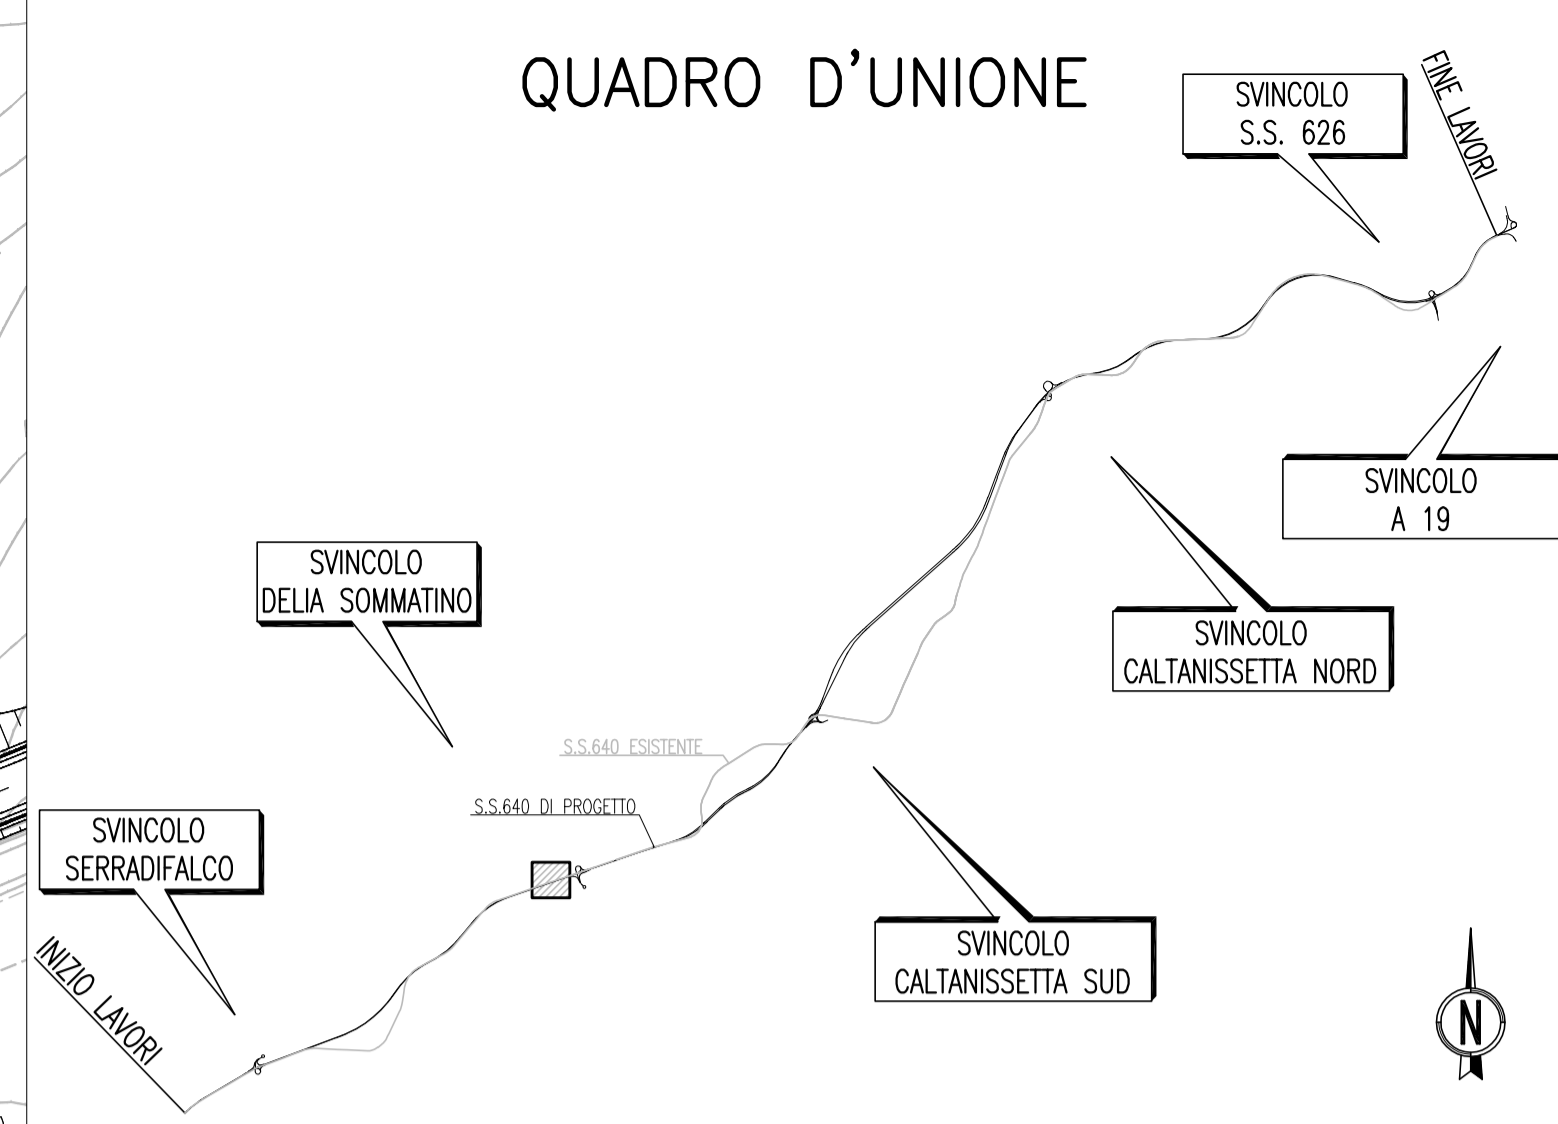 QUADRO D'UNIONE
SVINCOLO
S.S. 626
FINE LAVORI
SVINCOLO
A 19
SVINCOLO
DELIA SOMMATINO
SVINCOLO
CALTANISSETTA NORD
S.S.640 ESISTENTE
S.S.640 DI PROGETTO
SVINCOLO
SERRADIFALCO
SVINCOLO
CALTANISSETTA SUD
INIZIO LAVORI
N